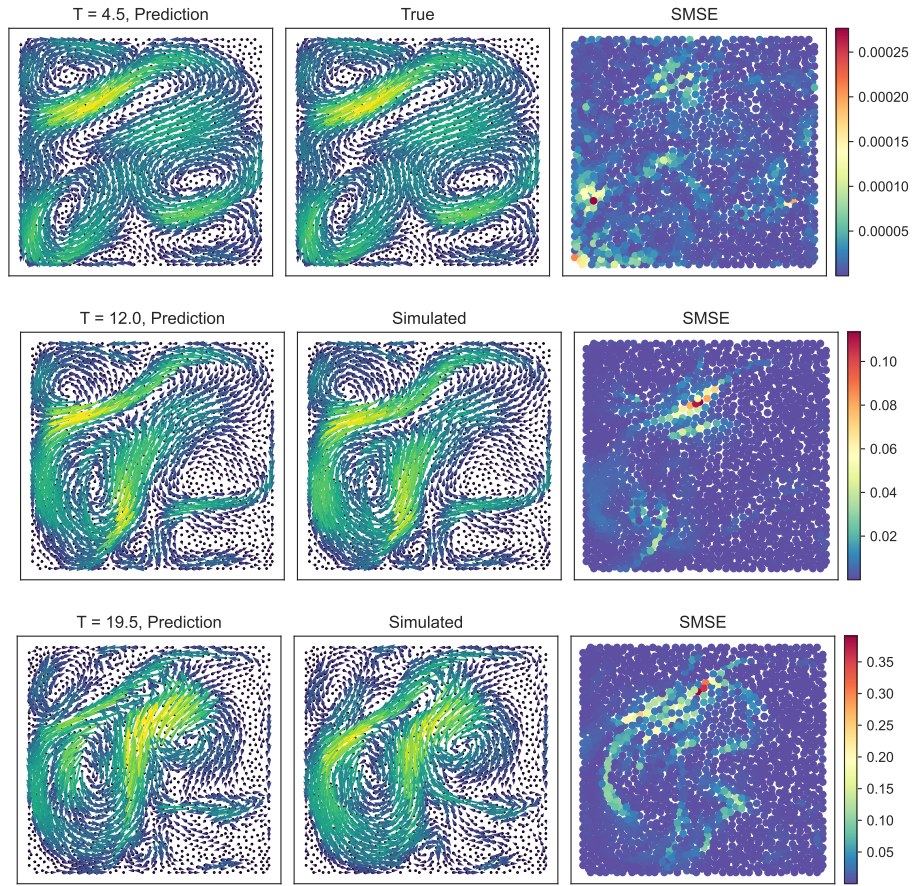 T = 4.5, Prediction
True
SMSE
0.00025
0.00020
0.00015
0.00010
0.00005
T = 12.0, Prediction
Simulated
SMSE
0.10
0.08
0.06
0.04
0.02
T = 19.5, Prediction
Simulated
SMSE
0.35
0.30
0.25
0.20
0.15
0.10
0.05